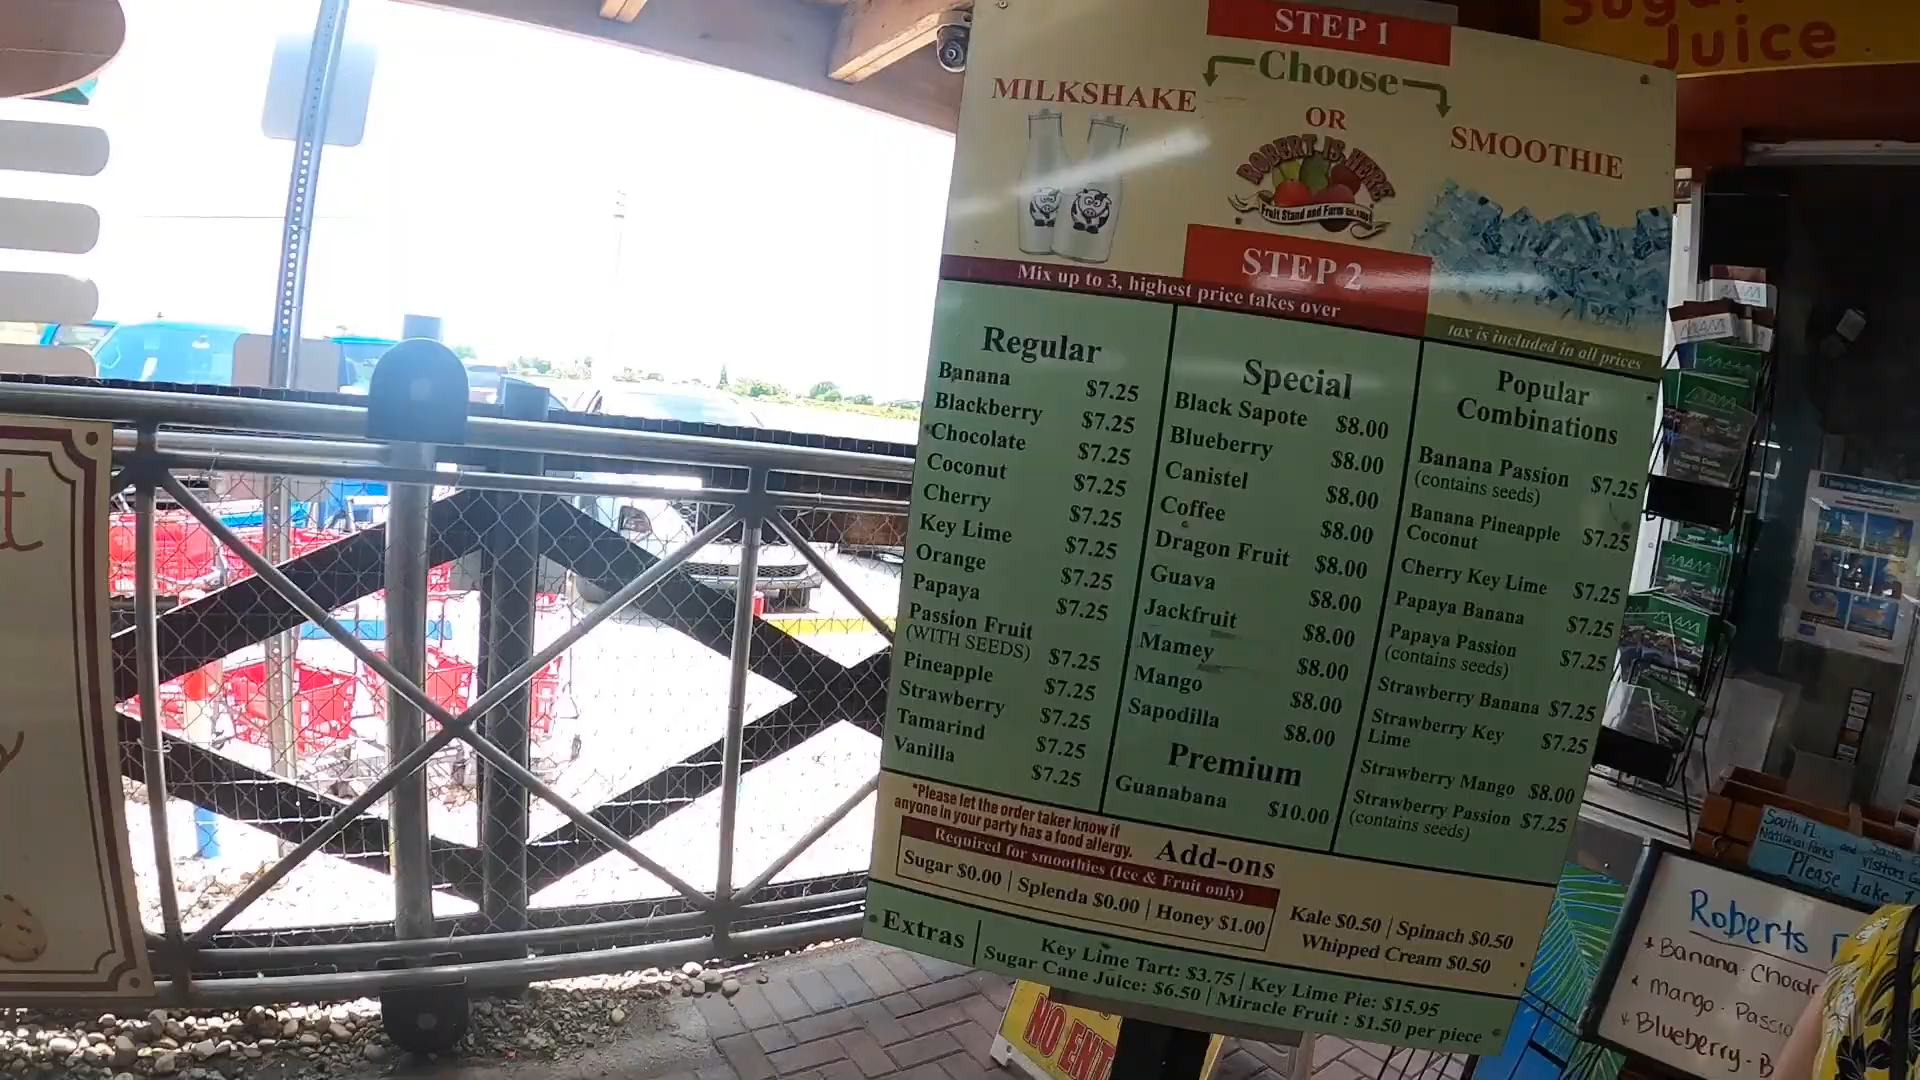 STEP 1
Choose
MILKSHAKE
OR
SMOOTHIE
ROBERT IS HERE
Fruit Stand and Farm
STEP 2
Mix up to 3, highest price takes over
tax is included in all prices
Regular
Banana $7.25
Blackberry $7.25
Chocolate $7.25
Coconut $7.25
Cherry $7.25
Key Lime $7.25
Orange $7.25
Papaya $7.25
Passion Fruit
(WITH SEEDS) $7.25
Pineapple $7.25
Strawberry $7.25
Tamarind $7.25
Vanilla $7.25
Special
Black Sapote $8.00
Blueberry $8.00
Canistel $8.00
Coffee $8.00
Dragon Fruit $8.00
Guava $8.00
Jackfruit $8.00
Mamey $8.00
Mango $8.00
Sapodilla $8.00
Premium
Guanabana $10.00
Popular
Combinations
Banana Passion $7.25
(contains seeds)
Banana Pineapple
Coconut $7.25
Cherry Key Lime $7.25
Papaya Banana $7.25
Papaya Passion $7.25
(contains seeds)
Strawberry Banana $7.25
Strawberry Key
Lime $7.25
Strawberry Mango $8.00
Strawberry Passion $7.25
(contains seeds)
*Please let the order taker know if
anyone in your party has a food allergy.
Add-ons
Required for smoothies (Ice & Fruit only)
Sugar $0.00 | Splenda $0.00 | Honey $1.00
Kale $0.50 | Spinach $0.50
Whipped Cream $0.50
Extras
Key Lime Tart: $3.75 | Key Lime Pie: $15.95
Sugar Cane Juice: $6.50 | Miracle Fruit : $1.50 per piece
Juice
MIAMI
South FL.
National Parks and
Please take 1
Roberts
Banana-
Mango-
Blueberry-B
NO